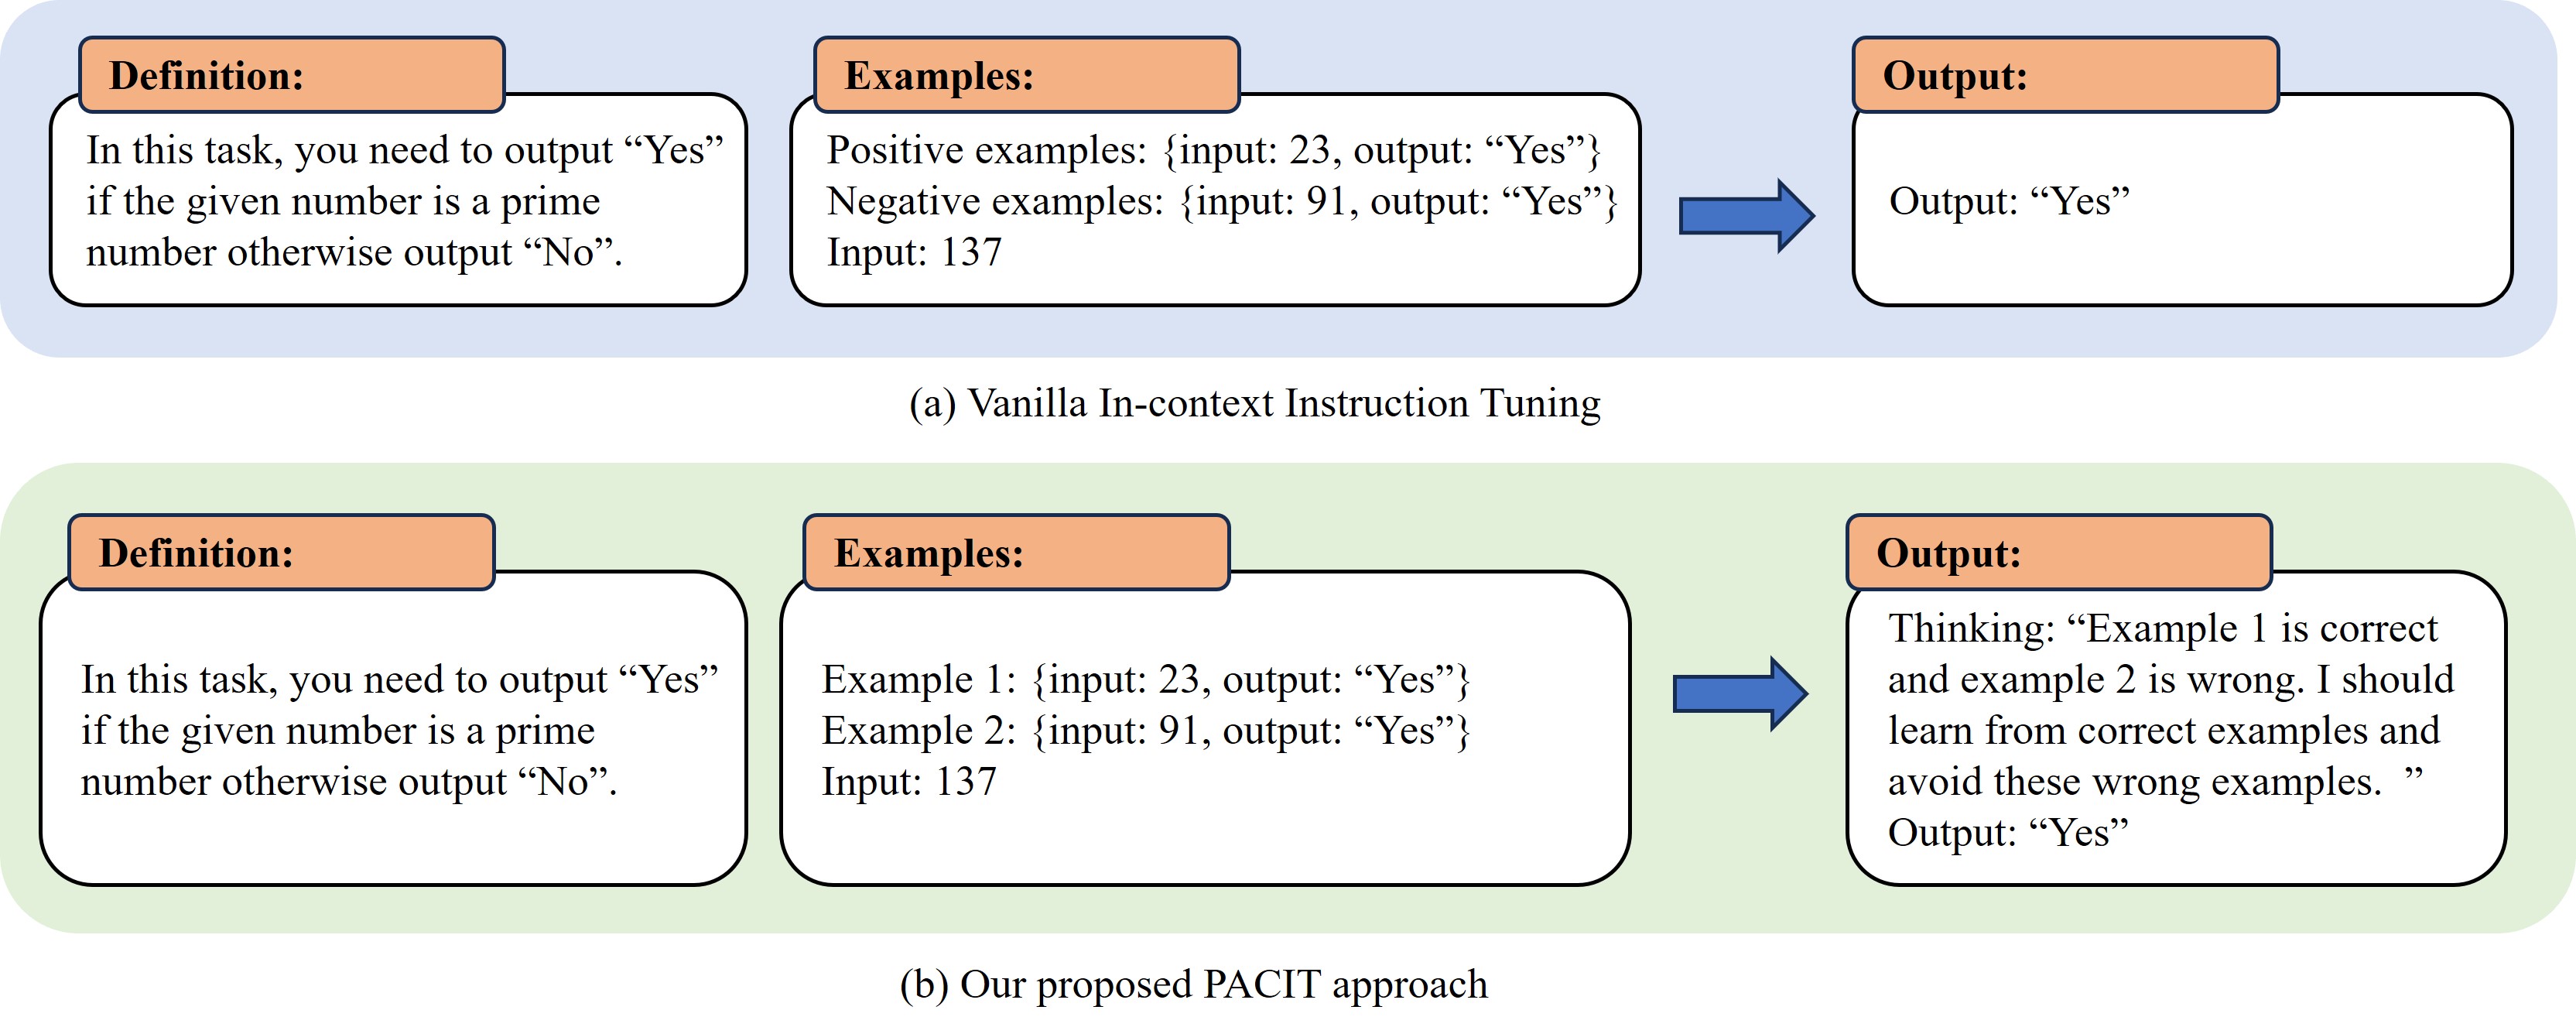 Definition:
In this task, you need to output “Yes”
if the given number is a prime
number otherwise output “No”.
Examples:
Positive examples: {input: 23, output: “Yes”}
Negative examples: {input: 91, output: “Yes”}
Input: 137
Output:
Output: “Yes”
(a) Vanilla In-context Instruction Tuning
Definition:
In this task, you need to output “Yes”
if the given number is a prime
number otherwise output “No”.
Examples:
Example 1: {input: 23, output: “Yes”}
Example 2: {input: 91, output: “Yes”}
Input: 137
Output:
Thinking: “Example 1 is correct
and example 2 is wrong. I should
learn from correct examples and
avoid these wrong examples. ”
Output: “Yes”
(b) Our proposed PACIT approach